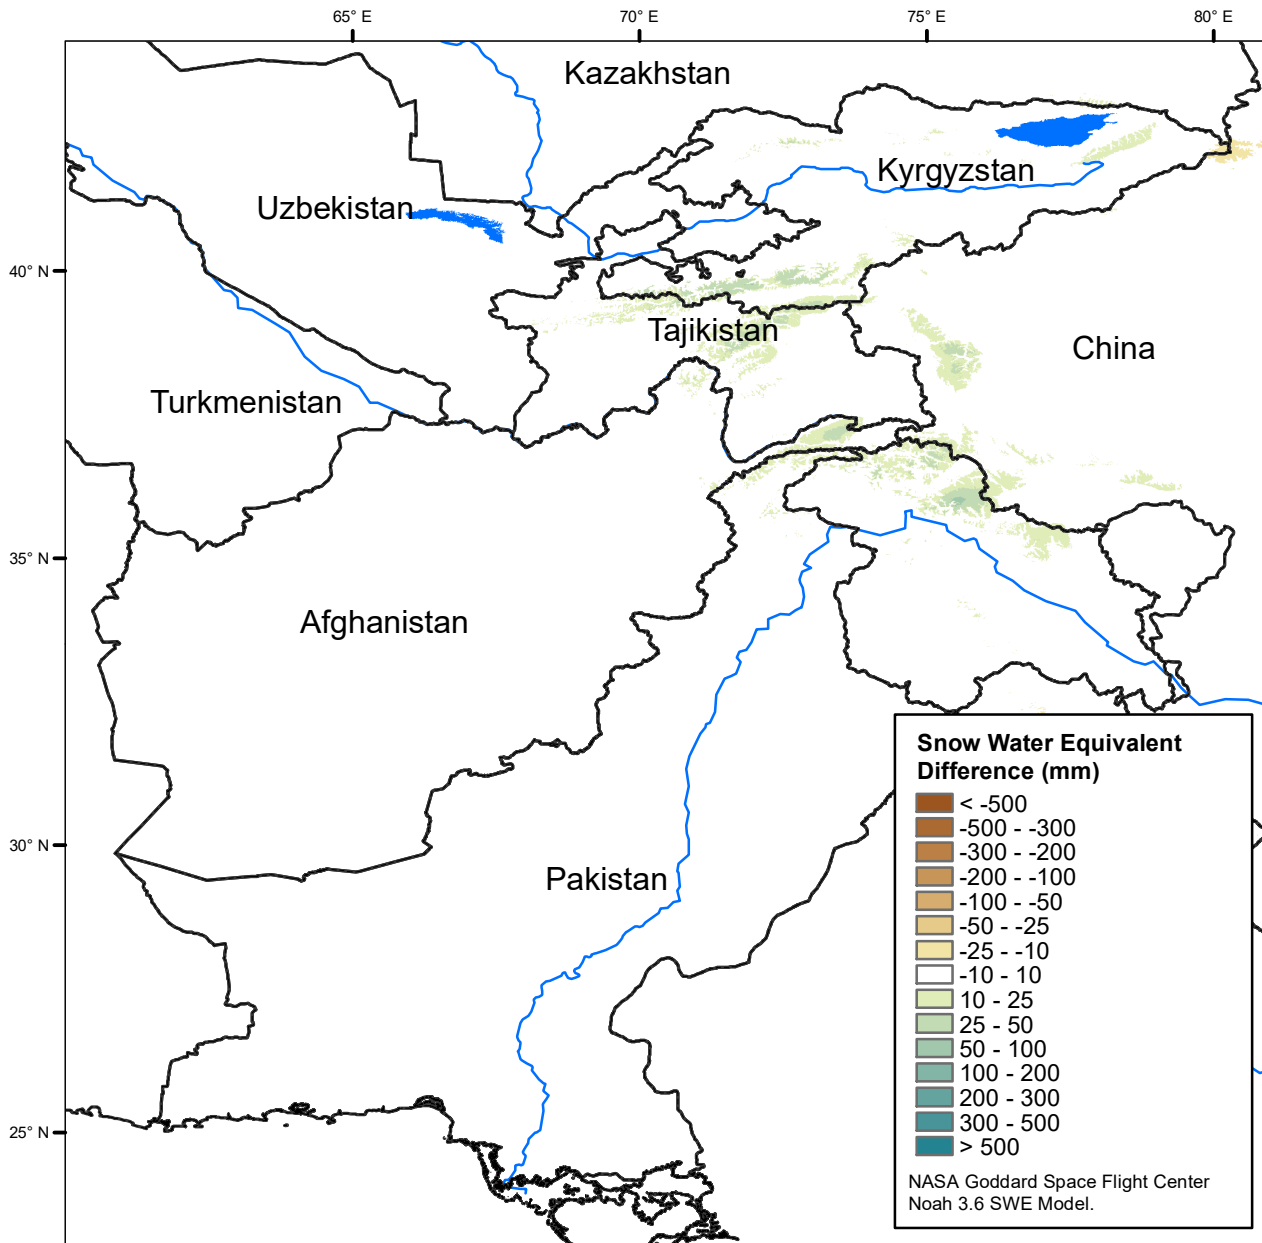 65° E
70° E
75° E
80° E
Kazakhstan
Kyrgyzstan
Uzbekistan
40° N
Tajikistan
China
Turkmenistan
35° N
Afghanistan
Snow Water Equivalent
Difference (mm)
< -500
-500 - -300
-300 - -200
-200 - -100
-100 - -50
-50 - -25
-25 - -10
-10 - 10
10 - 25
25 - 50
50 - 100
100 - 200
200 - 300
300 - 500
> 500
NASA Goddard Space Flight Center
Noah 3.6 SWE Model.
30° N
Pakistan
25° N